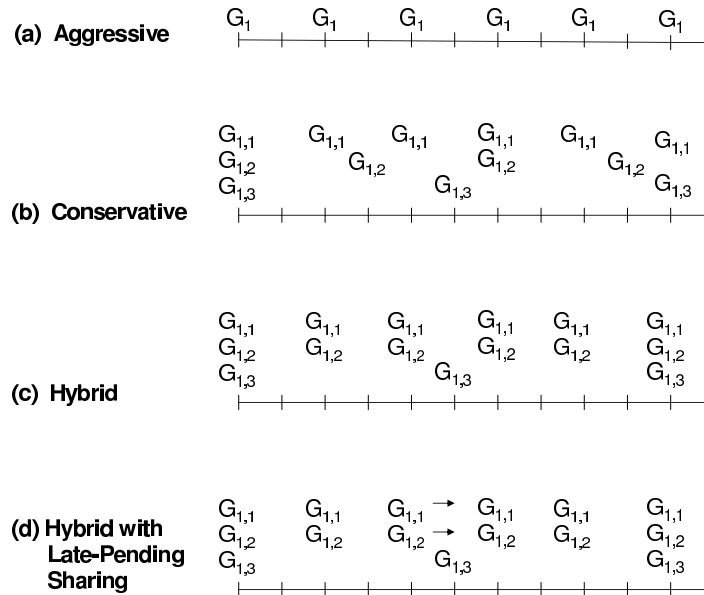 (a) Aggressive G1 G1 G1 G1 G1 G1
G1,1 G1,1 G1,1 G1,1 G1,1 G1,1
G1,2 G1,2 G1,2 G1,2
G1,3 G1,3 G1,3
(b) Conservative
G1,1 G1,1 G1,1 G1,1 G1,1 G1,1
G1,2 G1,2 G1,2 G1,2 G1,2 G1,2
G1,3 G1,3 G1,3
(c) Hybrid
G1,1 G1,1 G1,1 → G1,1 G1,1 G1,1
(d) Hybrid with G1,2 G1,2 G1,2 → G1,2 G1,2 G1,2
Late-Pending G1,3 G1,3 G1,3
Sharing